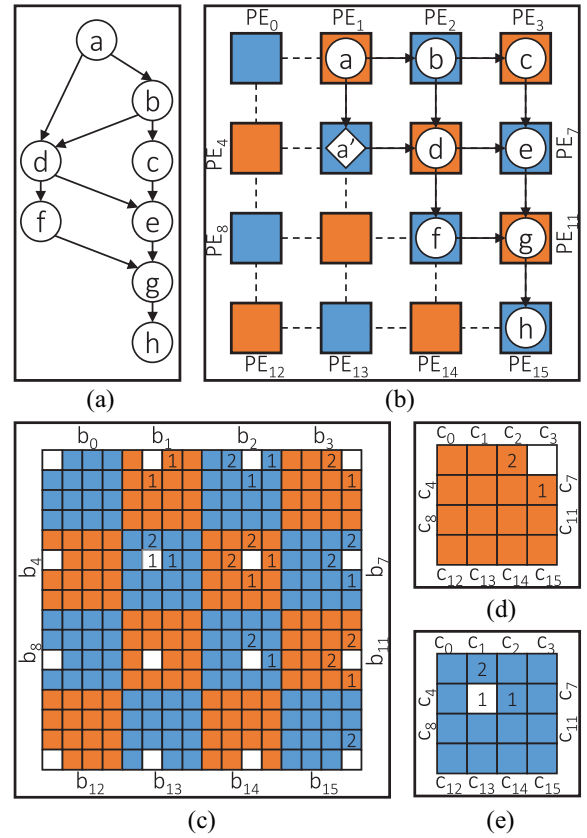 a
b
d c
f e
g
h
(a)
PE₀ PE₁ PE₂ PE₃
a b c
PE₄ a' d e PE₇
PE₈ f g PE₁₁
h
PE₁₂ PE₁₃ PE₁₄ PE₁₅
(b)
b₀ b₁ b₂ b₃
1 2 1 2
1 1 1
2 2 2
b₄ 1 1 2 1 2 b₇
1 1
2 2
b₈ 1 2 b₁₁
1
2
b₁₂ b₁₃ b₁₄ b₁₅
(c)
c₀ c₁ c₂ c₃
2
c₄ 1 c₇
c₈ c₁₁
c₁₂ c₁₃ c₁₄ c₁₅
(d)
c₀ c₁ c₂ c₃
2
c₄ 1 1 c₇
c₈ c₁₁
c₁₂ c₁₃ c₁₄ c₁₅
(e)